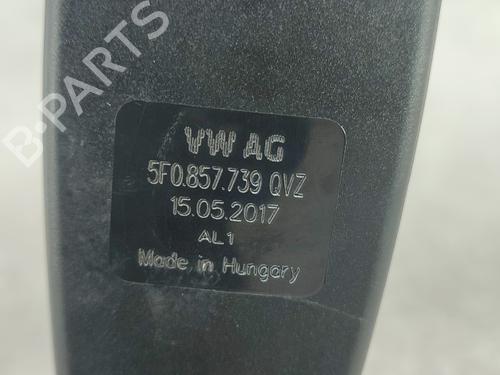 B-PARTS
VW AG
5F0.857.739 QVZ
15.05.2017
AL1
Made in Hungary